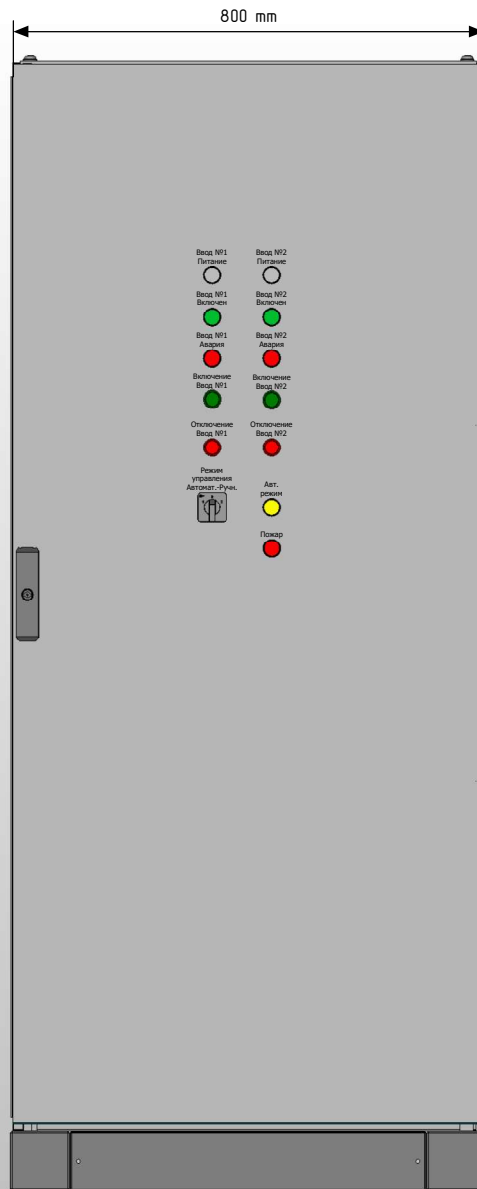 800 mm
Ввод №1
Питание
Ввод №2
Питание
Ввод №1
Включен
Ввод №2
Включен
Ввод №1
Авария
Ввод №2
Авария
Включение
Ввод №1
Включение
Ввод №2
Отключение
Ввод №1
Отключение
Ввод №2
Режим
управления
Автомат.-Ручн.
Авт.
режим
Пожар